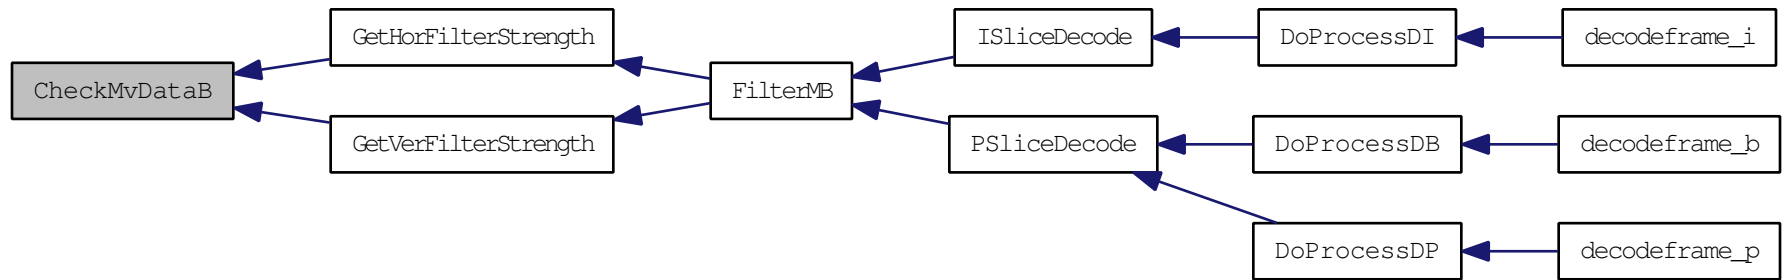 CheckMvDataB
GetHorFilterStrength
GetVerFilterStrength
FilterMB
ISliceDecode
PSliceDecode
DoProcessDI
DoProcessDB
DoProcessDP
decodeframe_i
decodeframe_b
decodeframe_p